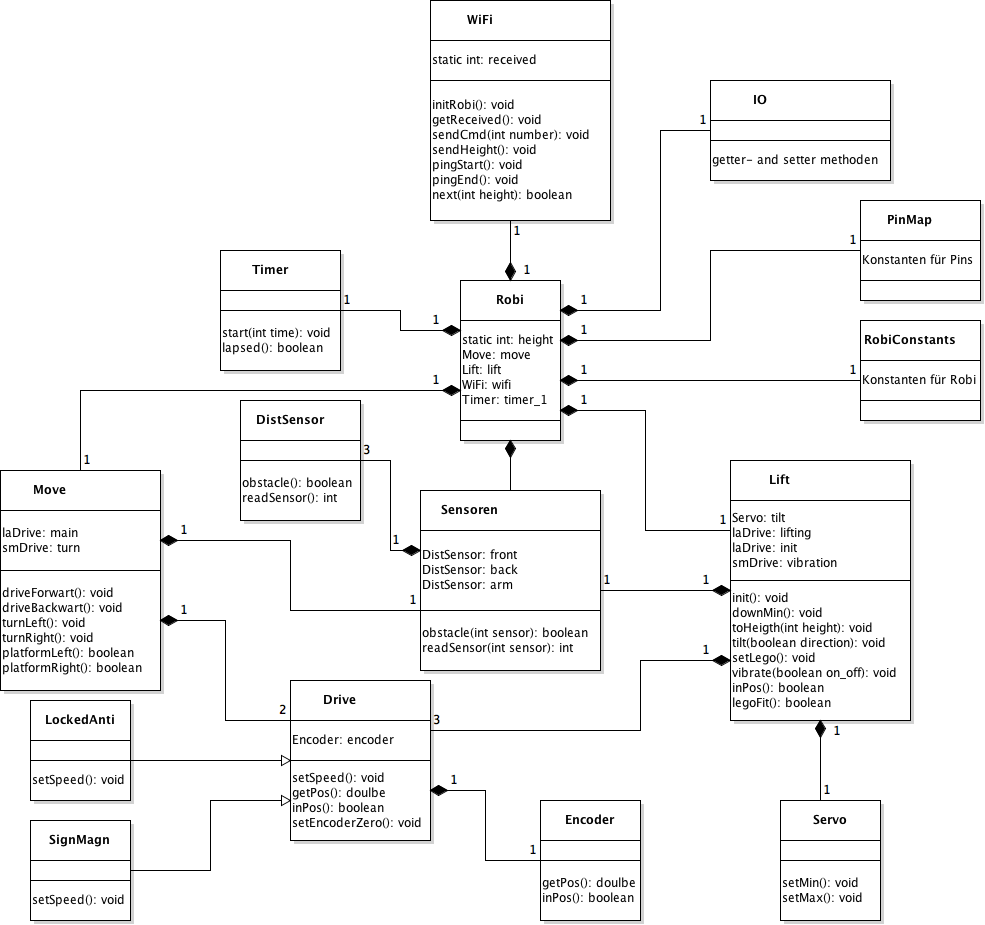 WiFi
static int: received
initRobi(): void
getReceived(): void
sendCmd(int number): void
sendHeight(): void
pingStart(): void
pingEnd(): void
next(int height): boolean
1
1
IO
getter- and setter methoden
1
1
PinMap
Konstanten für Pins
1
1
RobiConstants
Konstanten für Robi
1
1
Timer
start(int time): void
lapsed(): boolean
1
1
Robi
static int: height
Move: move
Lift: lift
WiFi: wifi
Timer: timer_1
1
1
1
1
DistSensor
obstacle(): boolean
readSensor(): int
3
1
Move
laDrive: main
smDrive: turn
driveForwart(): void
driveBackwart(): void
turnLeft(): void
turnRight(): void
platformLeft(): boolean
platformRight(): boolean
1
1
1
2
Sensoren
DistSensor: front
DistSensor: back
DistSensor: arm
obstacle(int sensor): boolean
readSensor(int sensor): int
1
1
Lift
Servo: tilt
laDrive: lifting
laDrive: init
smDrive: vibration
init(): void
downMin(): void
toHeigth(int height): void
tilt(boolean direction): void
setLego(): void
vibrate(boolean on_off): void
inPos(): boolean
legoFit(): boolean
1
3
1
1
LockedAnti
setSpeed(): void
Drive
Encoder: encoder
setSpeed(): void
getPos(): doulbe
inPos(): boolean
setEncoderZero(): void
1
1
SignMagn
setSpeed(): void
Encoder
getPos(): doulbe
inPos(): boolean
Servo
setMin(): void
setMax(): void